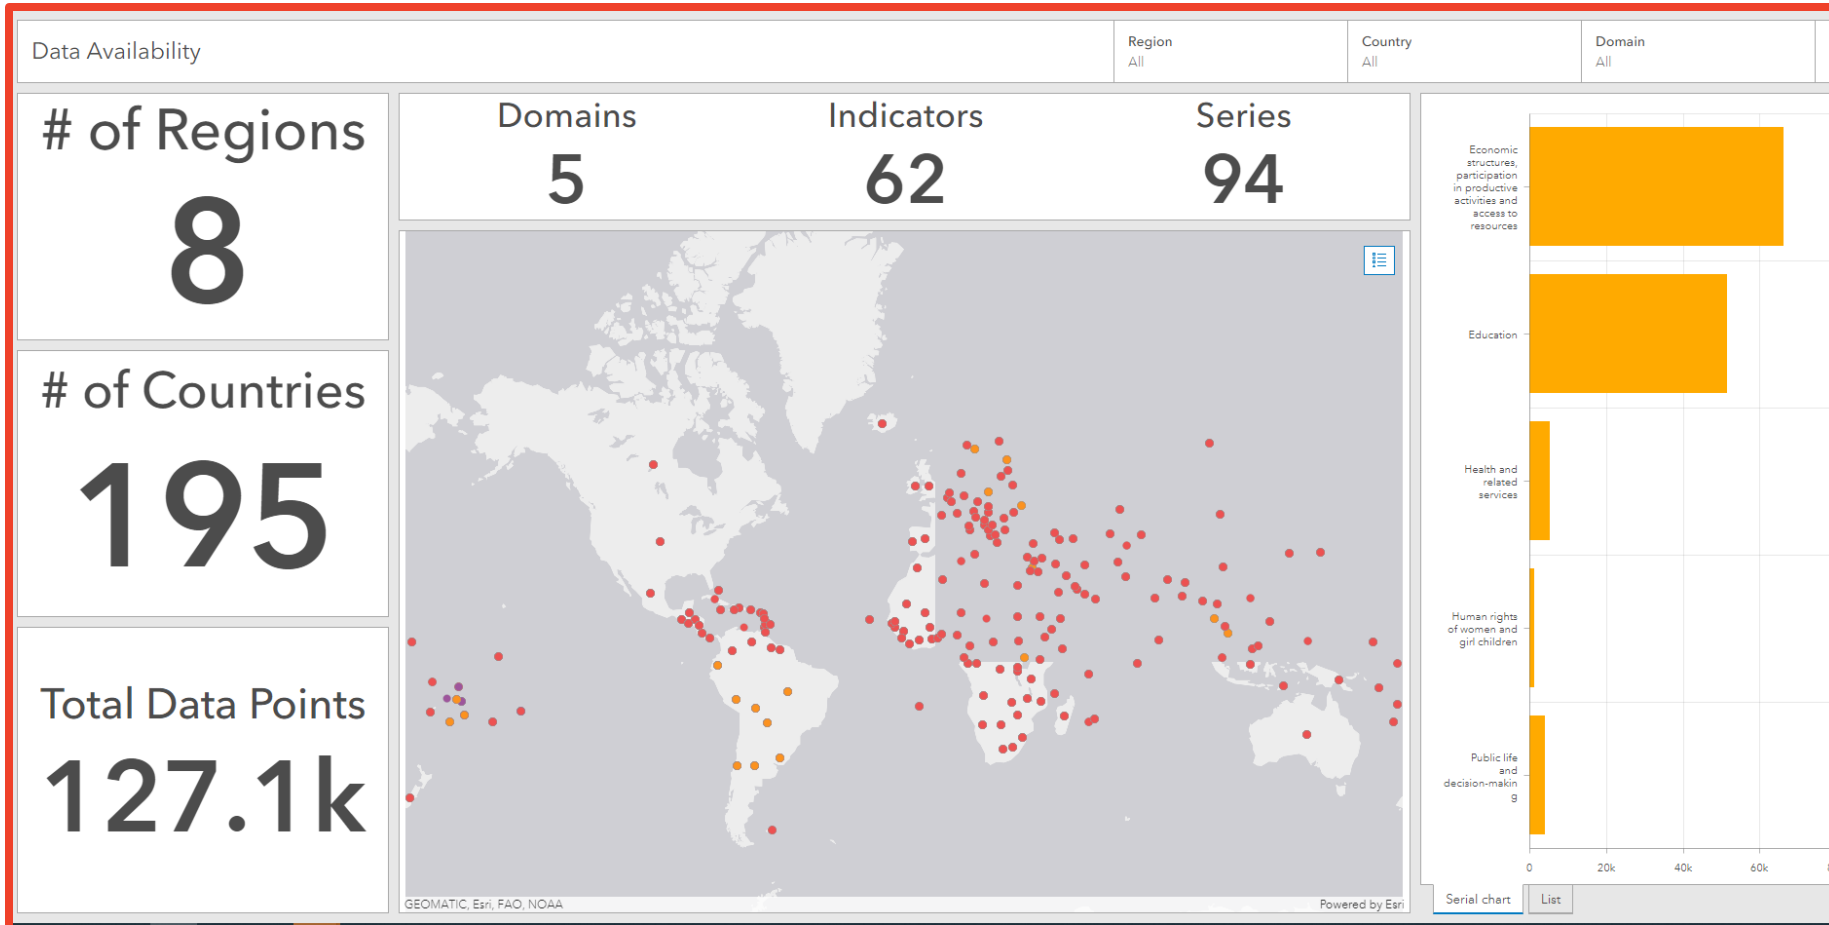 Data Availability
Region
All
Country
All
Domain
All
# of Regions
8
# of Countries
195
Total Data Points
127.1k
Domains
5
Indicators
62
Series
94
GEOMATIC, Esri, FAO, NOAA
Powered by Esri
Economic
structures,
participation
in productive
activities and
access to
resources
Education
Health and
related
services
Human rights
of women and
girl children
Public life
and
decision-makin
g
0
20k
40k
60k
Serial chart
List